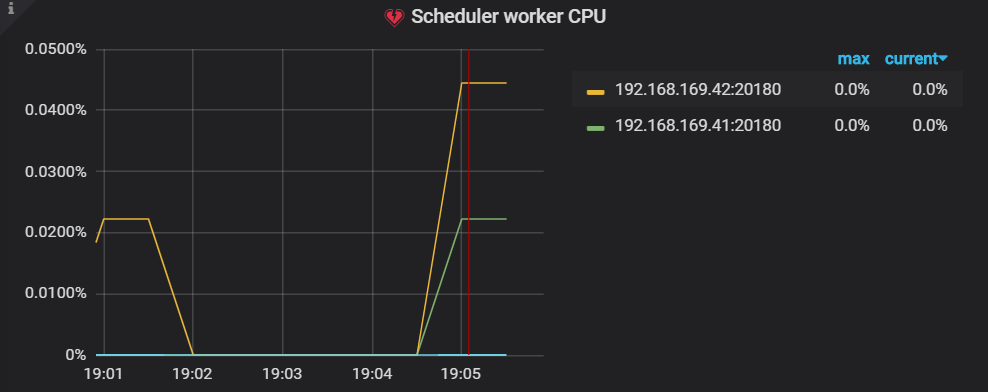 i
Scheduler worker CPU
0.0500%
0.0400%
0.0300%
0.0200%
0.0100%
0%
19:01 19:02 19:03 19:04 19:05
max current
192.168.169.42:20180 0.0% 0.0%
192.168.169.41:20180 0.0% 0.0%